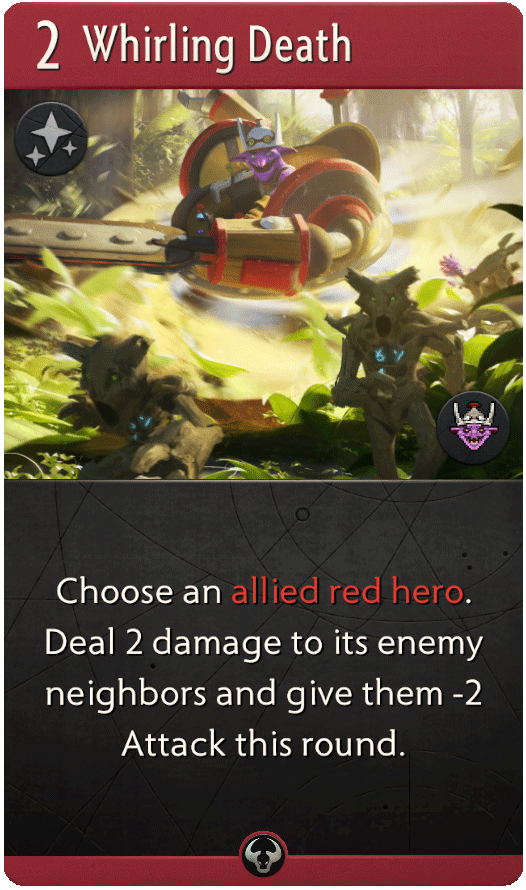 2 Whirling Death
Choose an allied red hero.
Deal 2 damage to its enemy
neighbors and give them -2
Attack this round.